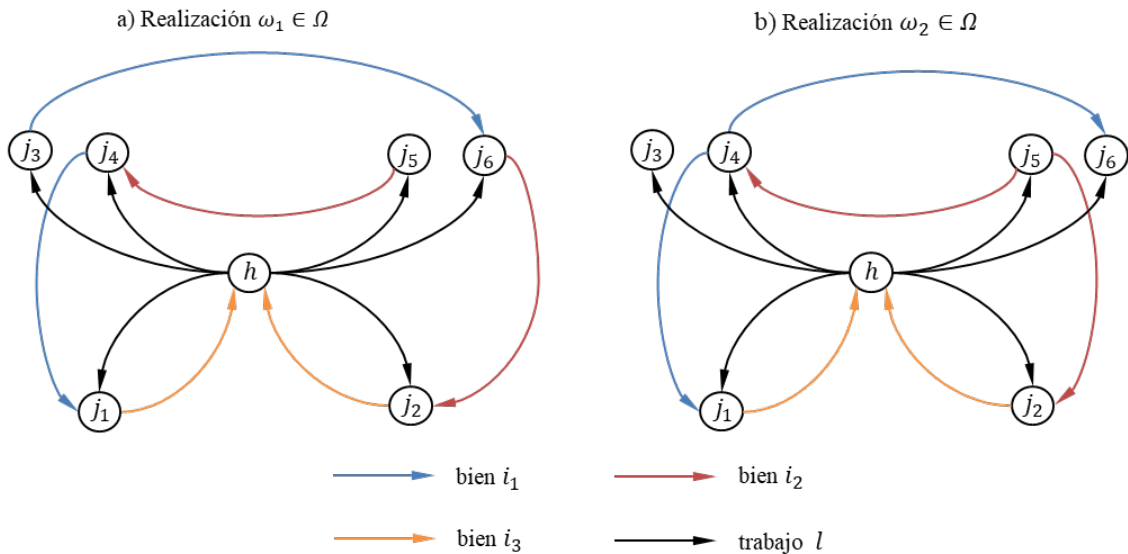 a) Realización ω₁ ∈ Ω
b) Realización ω₂ ∈ Ω
j₃ j₄ j₅ j₆
j₃ j₄ j₅ j₆
h
h
j₁ j₂
j₁ j₂
bien i₁
bien i₂
bien i₃
trabajo l